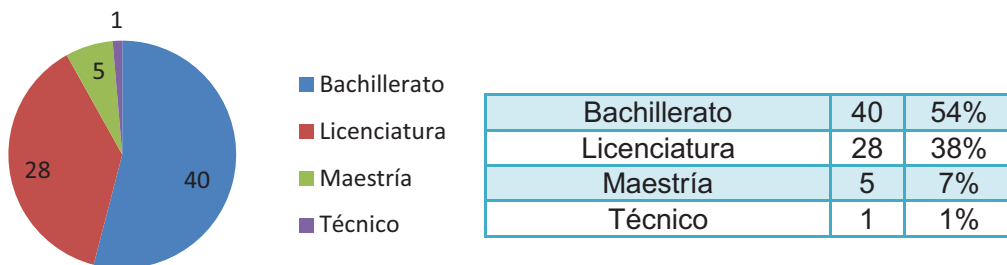 1
5
28
40
Bachillerato
Licenciatura
Maestría
Técnico
Bachillerato 40 54%
Licenciatura 28 38%
Maestría 5 7%
Técnico 1 1%